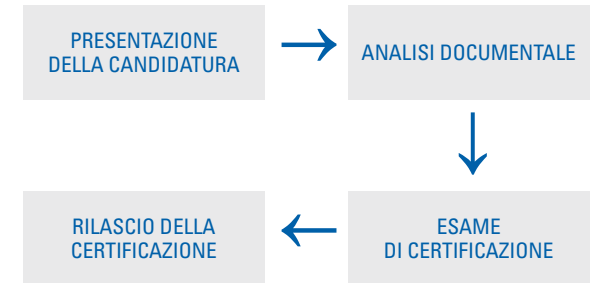 PRESENTAZIONE
DELLA CANDIDATURA
ANALISI DOCUMENTALE
ESAME
DI CERTIFICAZIONE
RILASCIO DELLA
CERTIFICAZIONE